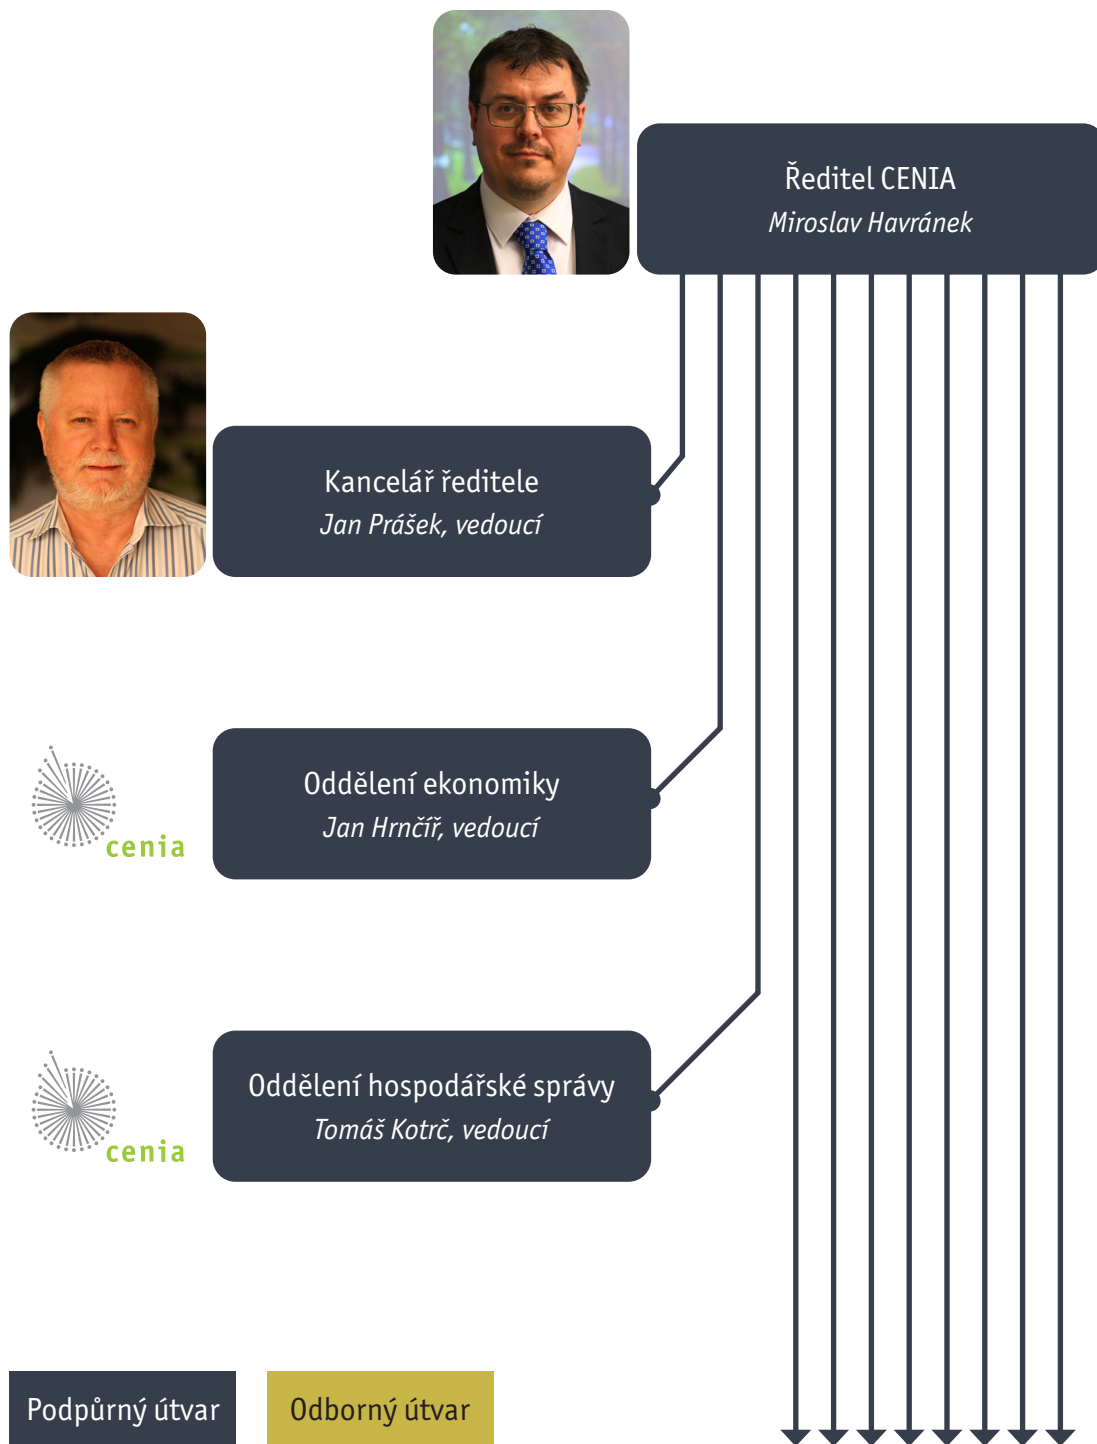 Ředitel CENIA
Miroslav Havránek
Kancelář ředitele
Jan Prášek, vedoucí
cenia
Oddělení ekonomiky
Jan Hrnčíř, vedoucí
cenia
Oddělení hospodářské správy
Tomáš Kotrč, vedoucí
Podpůrný útvar
Odborný útvar